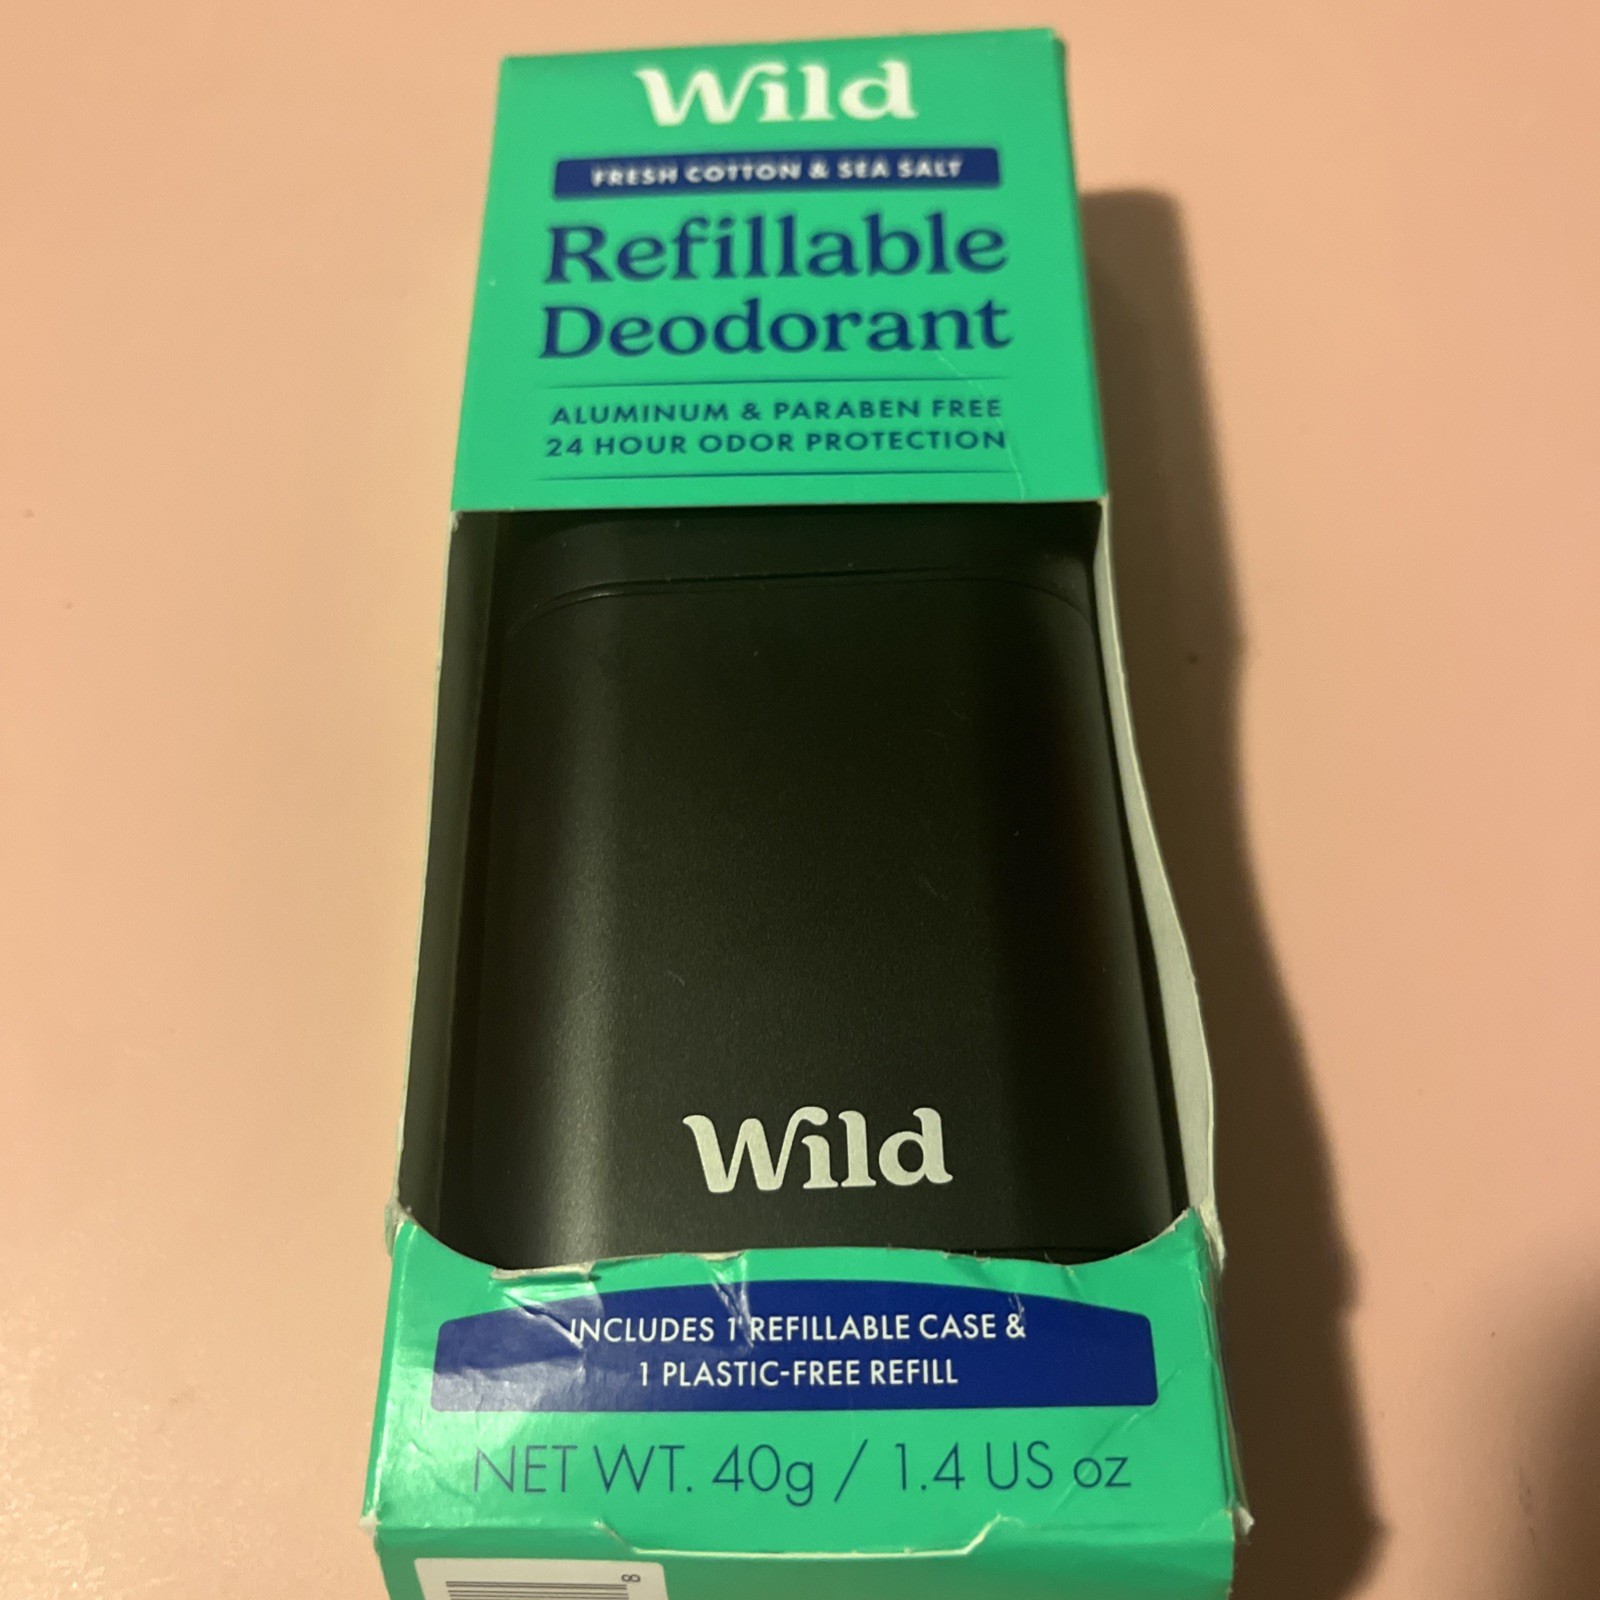 Wild
FRESH COTTON & SEA SALT
Refillable
Deodorant
ALUMINUM & PARABEN FREE
24 HOUR ODOR PROTECTION
Wild
INCLUDES 1 REFILLABLE CASE &
1 PLASTIC-FREE REFILL
NET WT. 40g / 1.4 US oz
8